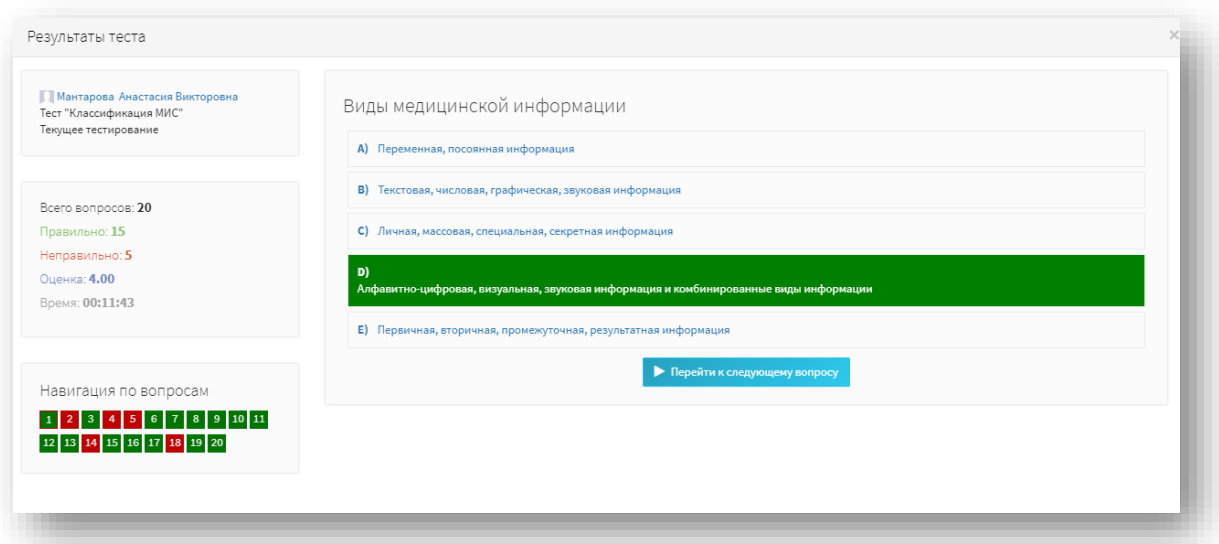 Результаты теста
×
Мантарова Анастасия Викторовна
Тест "Классификация МИС"
Текущее тестирование
Всего вопросов: 20
Правильно: 15
Неправильно: 5
Оценка: 4.00
Время: 00:11:43
Навигация по вопросам
1 2 3 4 5 6 7 8 9 10 11
12 13 14 15 16 17 18 19 20
Виды медицинской информации
A) Переменная, посоянная информация
B) Текстовая, числовая, графическая, звуковая информация
C) Личная, массовая, специальная, секретная информация
D)
Алфавитно-цифровая, визуальная, звуковая информация и комбинированные виды информации
E) Первичная, вторичная, промежуточная, результатная информация
Перейти к следующему вопросу